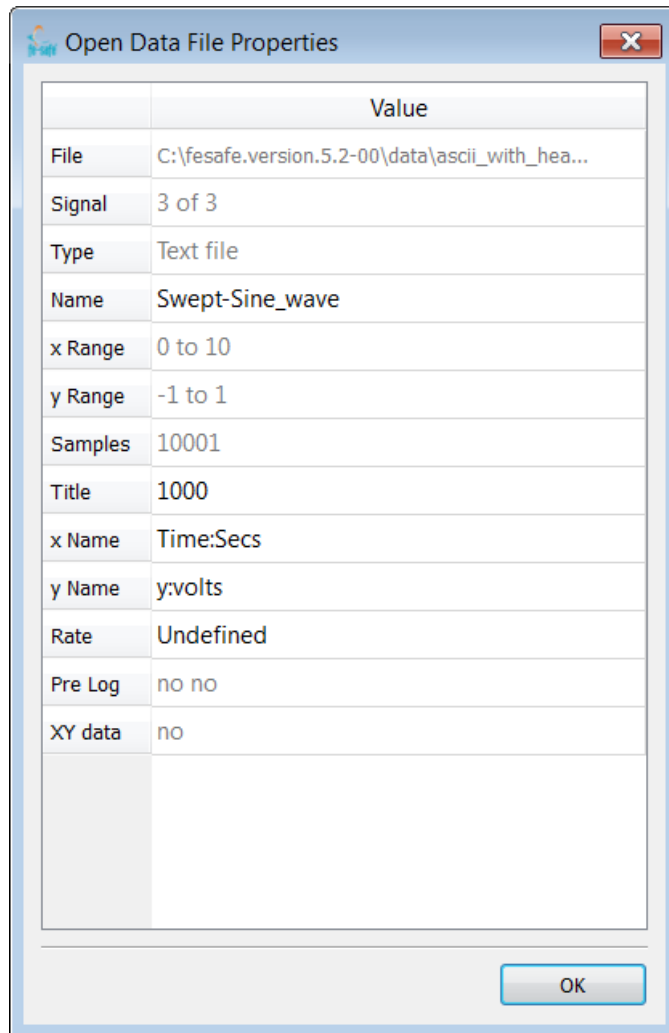 Open Data File Properties
Value
File C:\fesafe.version.5.2-00\data\ascii_with_hea...
Signal 3 of 3
Type Text file
Name Swept-Sine_wave
x Range 0 to 10
y Range -1 to 1
Samples 10001
Title 1000
x Name Time:Secs
y Name y:volts
Rate Undefined
Pre Log no no
XY data no
OK